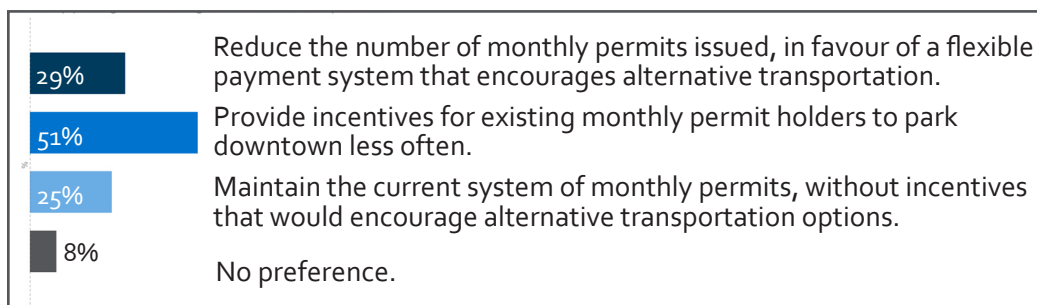 29%
Reduce the number of monthly permits issued, in favour of a flexible
payment system that encourages alternative transportation.
51%
Provide incentives for existing monthly permit holders to park
downtown less often.
%
25%
Maintain the current system of monthly permits, without incentives
that would encourage alternative transportation options.
8%
No preference.